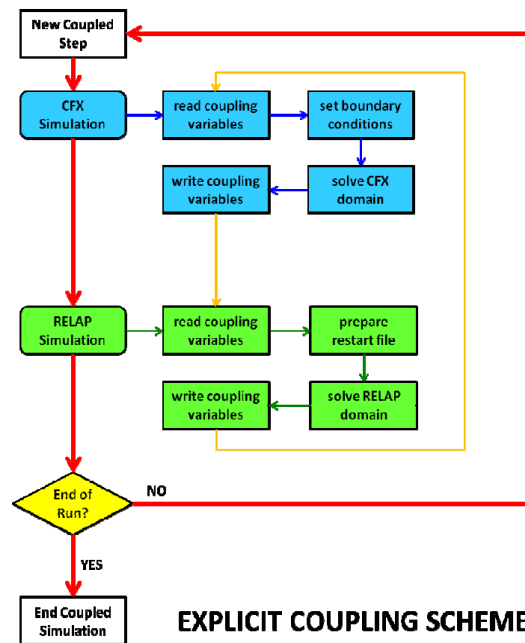 New Coupled
Step
CFX
Simulation
read coupling
variables
set boundary
conditions
write coupling
variables
solve CFX
domain
RELAP
Simulation
read coupling
variables
prepare
restart file
write coupling
variables
solve RELAP
domain
End of
Run?
NO
YES
End Coupled
Simulation
EXPLICIT COUPLING SCHEME